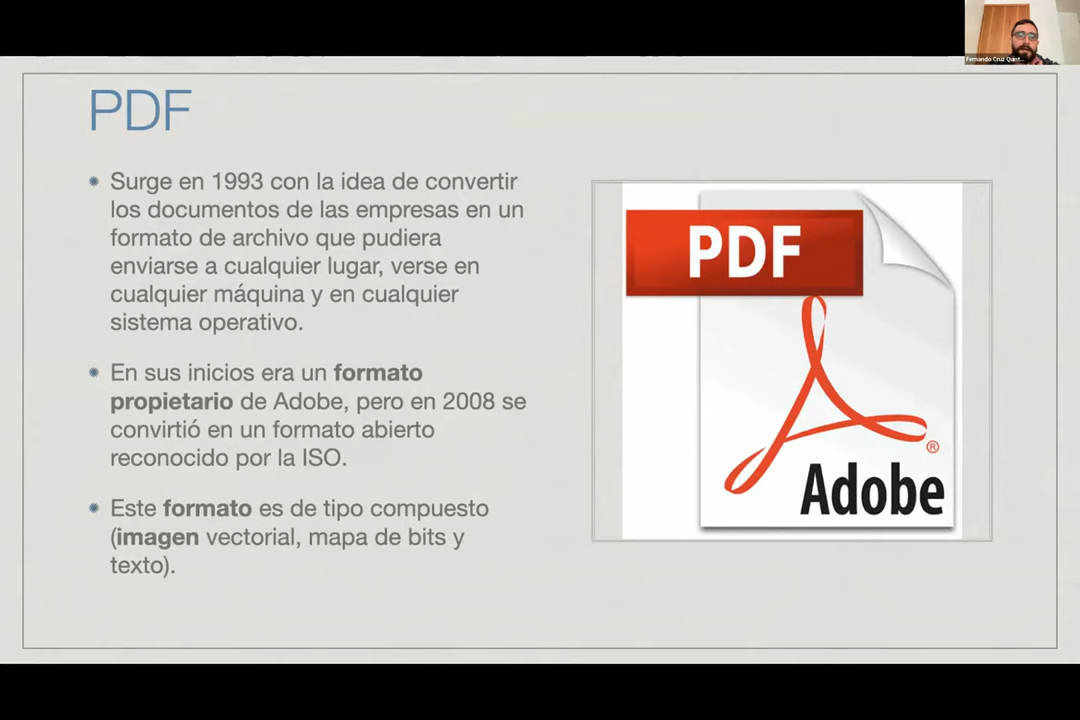 Fernando Cruz Quint...
PDF
Surge en 1993 con la idea de convertir
los documentos de las empresas en un
formato de archivo que pudiera
enviarse a cualquier lugar, verse en
cualquier máquina y en cualquier
sistema operativo.
En sus inicios era un formato
propietario de Adobe, pero en 2008 se
convirtió en un formato abierto
reconocido por la ISO.
Este formato es de tipo compuesto
(imagen vectorial, mapa de bits y
texto).
PDF
®
Adobe